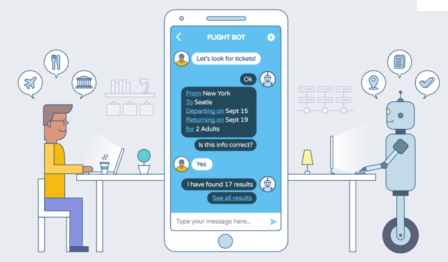 FLIGHT BOT
Let's look for tickets!
Ok
From New York
To Seatle
Departing on Sept 15
Returning on Sept 19
for 2 Adults
Is this info correct?
Yes
I have found 17 results
See all results
Type your message here...